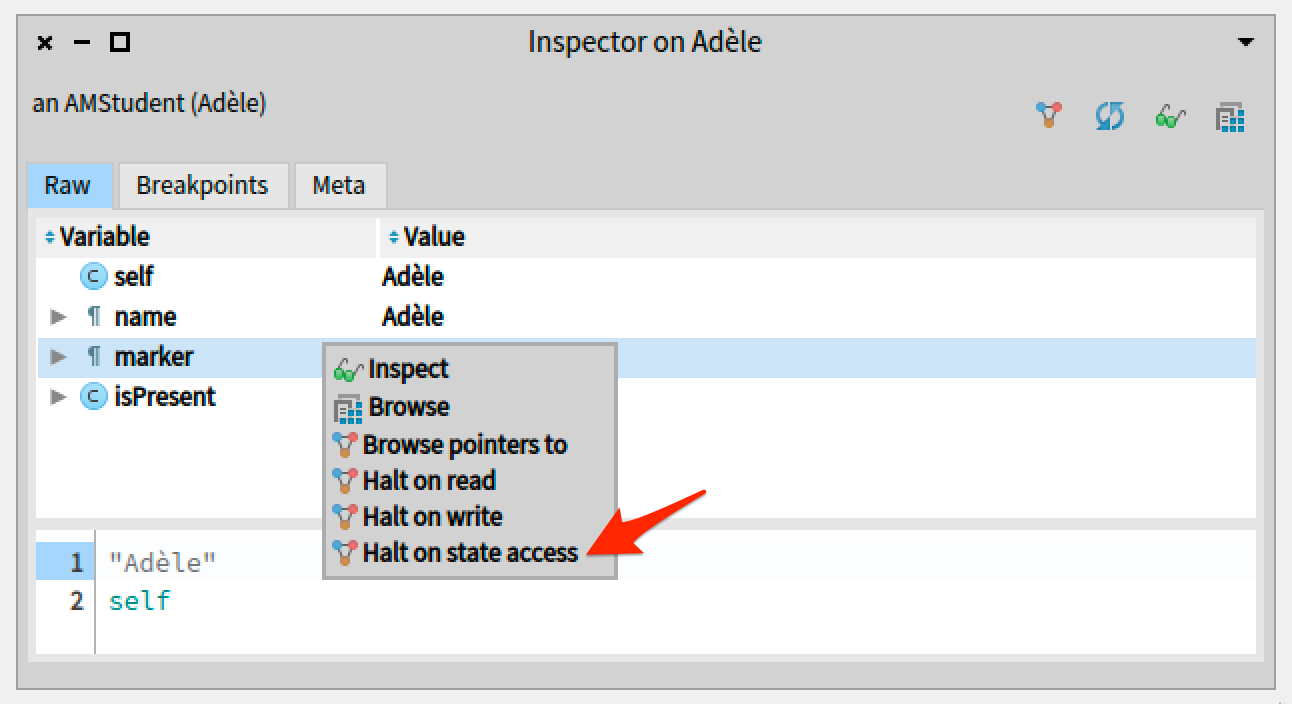 Inspector on Adèle
an AMStudent (Adèle)
Raw Breakpoints Meta
Variable Value
C self Adèle
¶ name Adèle
¶ marker
C isPresent
Inspect
Browse
Browse pointers to
Halt on read
Halt on write
Halt on state access
1 "Adèle"
2 self